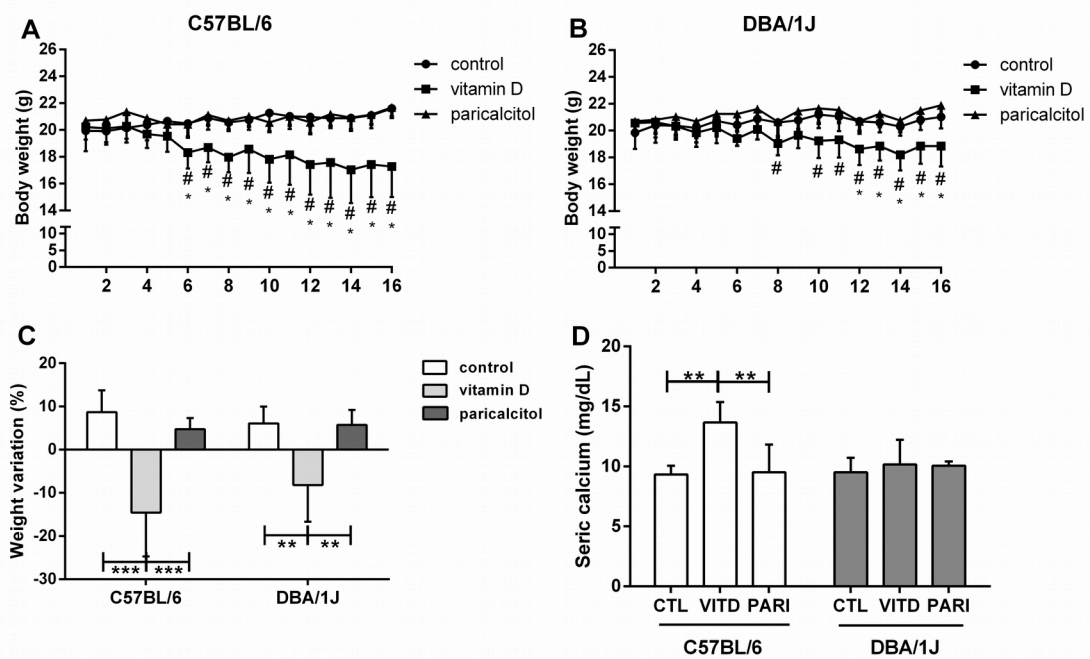 A
C57BL/6
Body weight (g)
26
24
22
20
18
16
14
10
5
0
control
vitamin D
paricalcitol
# # # # # # # # # # #
* * * * * * * * * * *
2 4 6 8 10 12 14 16
B
DBA/1J
Body weight (g)
26
24
22
20
18
16
14
10
5
0
control
vitamin D
paricalcitol
# # # # # # # #
* * * * *
2 4 6 8 10 12 14 16
C
Weight variation (%)
20
10
0
-10
-20
-30
control
vitamin D
paricalcitol
*** ***
** **
C57BL/6 DBA/1J
D
Seric calcium (mg/dL)
20
15
10
5
0
** **
CTL VITD PARI CTL VITD PARI
C57BL/6 DBA/1J